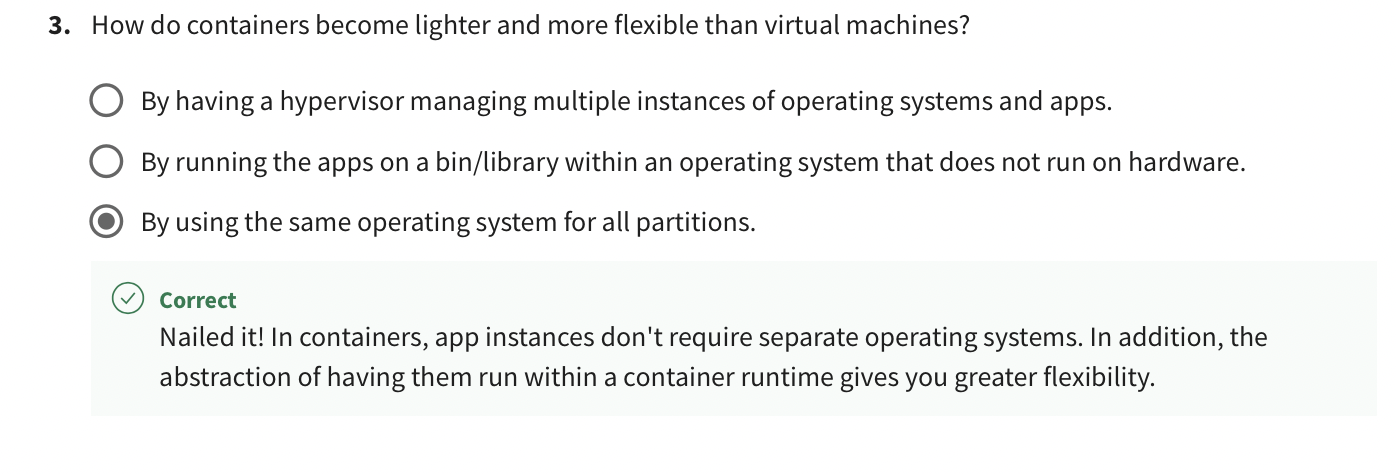 3. How do containers become lighter and more flexible than virtual machines?
By having a hypervisor managing multiple instances of operating systems and apps.
By running the apps on a bin/library within an operating system that does not run on hardware.
By using the same operating system for all partitions.
Correct
Nailed it! In containers, app instances don't require separate operating systems. In addition, the
abstraction of having them run within a container runtime gives you greater flexibility.